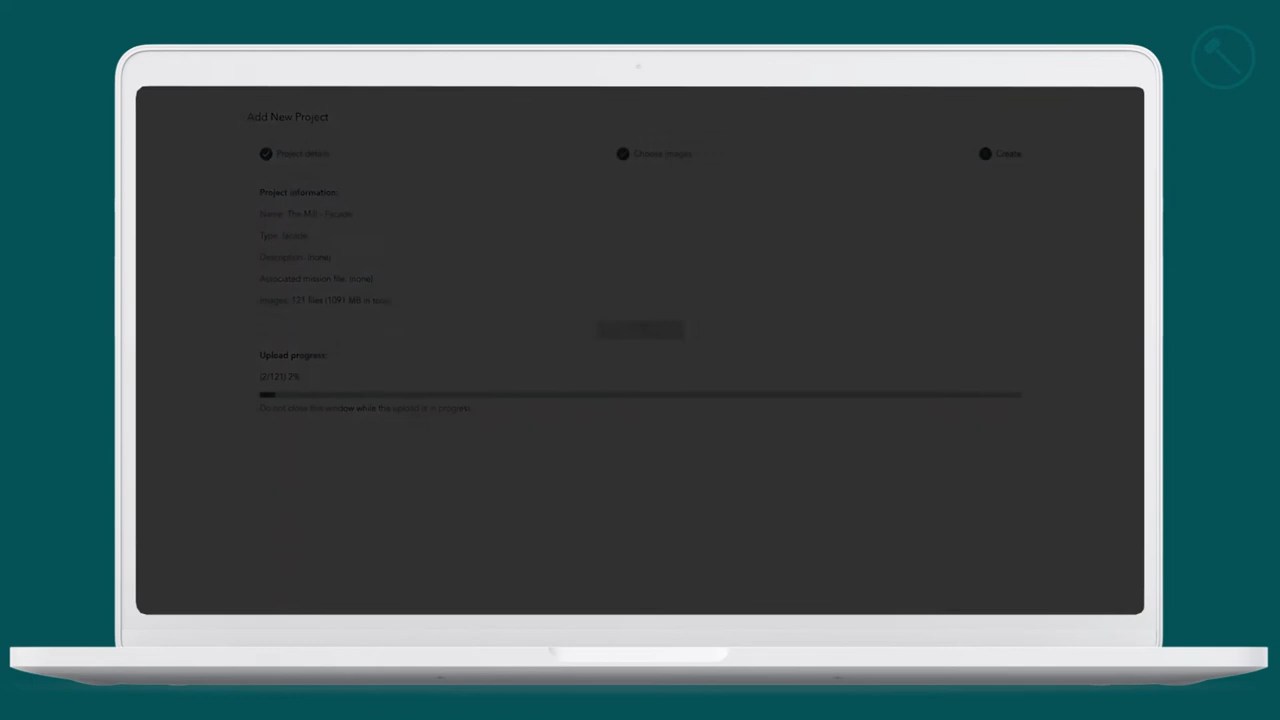 Add New Project
Project details
Choose images
Create
Project information:
Name: The Mill - Facade
Type: facade
Description: (none)
Associated mission file: (none)
Images: 121 files (1091 MB in total)
Upload progress:
(2/121) 2%
Do not close this window while the upload is in progress.